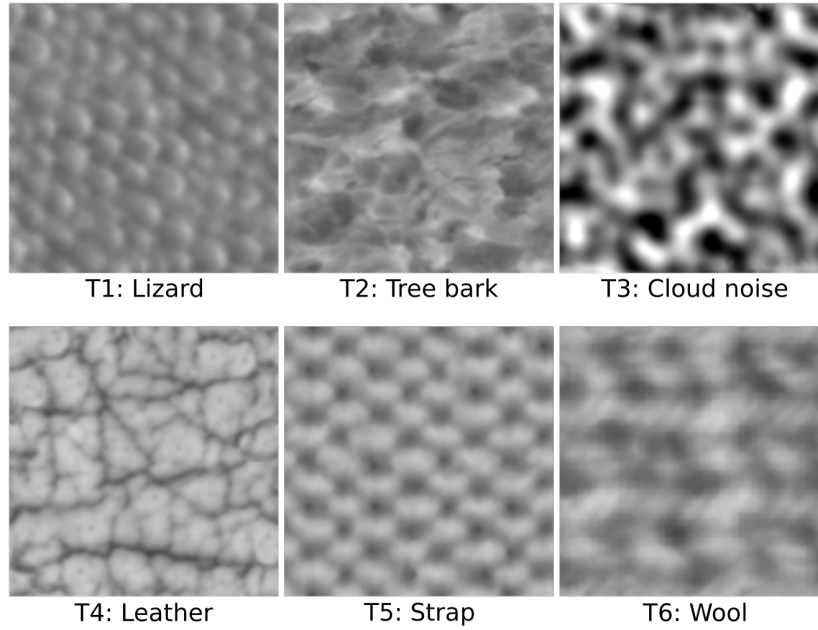 T1: Lizard
T2: Tree bark
T3: Cloud noise
T4: Leather
T5: Strap
T6: Wool